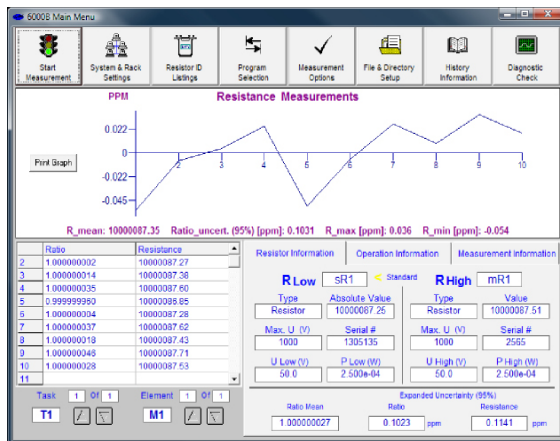 6000B Main Menu
Start Measurement
System & Rack Settings
Resistor ID Listings
Program Selection
Measurement Options
File & Directory Setup
History Information
Diagnostic Check
PPM Resistance Measurements
0.022
0
-0.022
-0.045
1 2 3 4 5 6 7 8 9 10
Print Graph
R_mean: 10000087.35 Ratio_uncert. (95%) [ppm]: 0.1031 R_max [ppm]: 0.036 R_min [ppm]: -0.054
Ratio Resistance
2 1.000000002 10000087.27
3 1.000000014 10000087.38
4 1.000000035 10000087.60
5 0.999999960 10000086.85
6 1.000000004 10000087.28
7 1.000000037 10000087.62
8 1.000000018 10000087.43
9 1.000000046 10000087.71
10 1.000000028 10000087.53
11
Task 1 Of 1 Element 1 Of 1
T1 M1
Resistor Information Operation Information Measurement Information
R Low sR1 < Standard R High mR1
Type Absolute Value Type Value
Resistor 10000087.25 Resistor 10000087.51
Max. U (V) Serial # Max. U (V) Serial #
1000 1305135 1000 2565
U Low (V) P Low (W) U High (V) P High (W)
50.0 2.500e-04 50.0 2.500e-04
Expanded Uncertainty (95%)
Ratio Mean Ratio Resistance
1.000000027 0.1023 ppm 0.1141 ppm